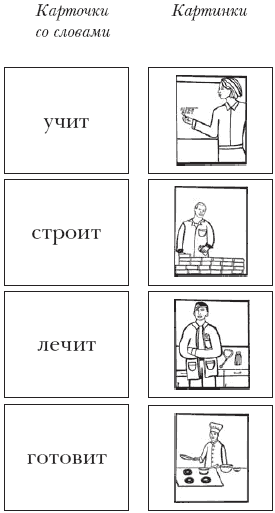 Карточки
со словами
Картинки
учит
строит
лечит
готовит